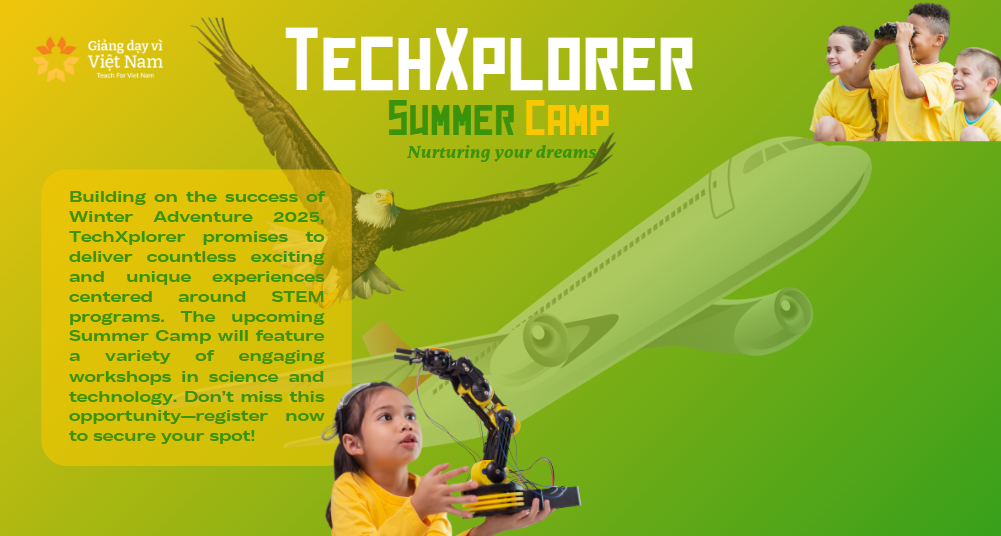 Giảng dạy vì
Việt Nam
Teach For Viet Nam
TECHXPLORER
SUMMER CAMP
Nurturing your dreams
Building on the success of
Winter Adventure 2025,
TechXplorer promises to
deliver countless exciting
and unique experiences
centered around STEM
programs. The upcoming
Summer Camp will feature
a variety of engaging
workshops in science and
technology. Don't miss this
opportunity—register now
to secure your spot!